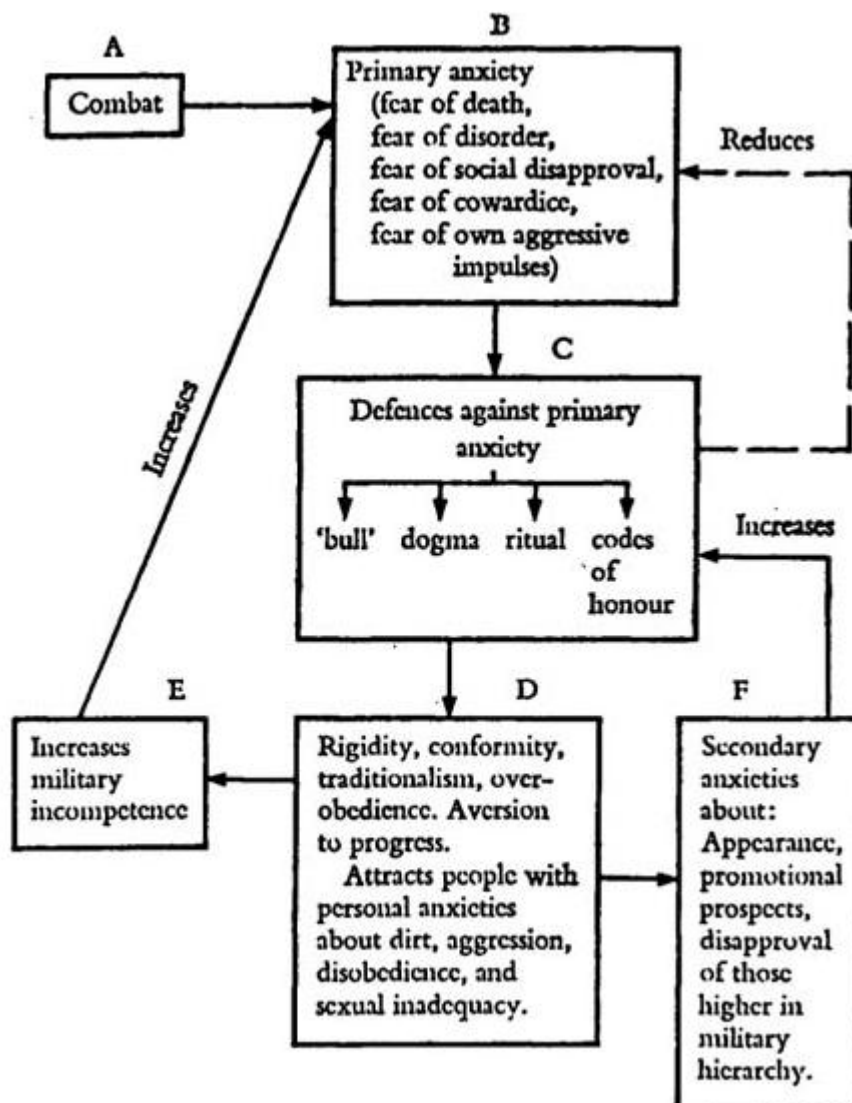 A
Combat
B
Primary anxiety
(fear of death,
fear of disorder,
fear of social disapproval,
fear of cowardice,
fear of own aggressive
impulses)
Reduces
Increases
C
Defences against primary
anxiety
'bull' dogma ritual codes
of
honour
Increases
E
Increases
military
incompetence
D
Rigidity, conformity,
traditionalism, over-
obedience. Aversion
to progress.
Attracts people with
personal anxieties
about dirt, aggression,
disobedience, and
sexual inadequacy.
F
Secondary
anxieties
about:
Appearance,
promotional
prospects,
disapproval
of those
higher in
military
hierarchy.